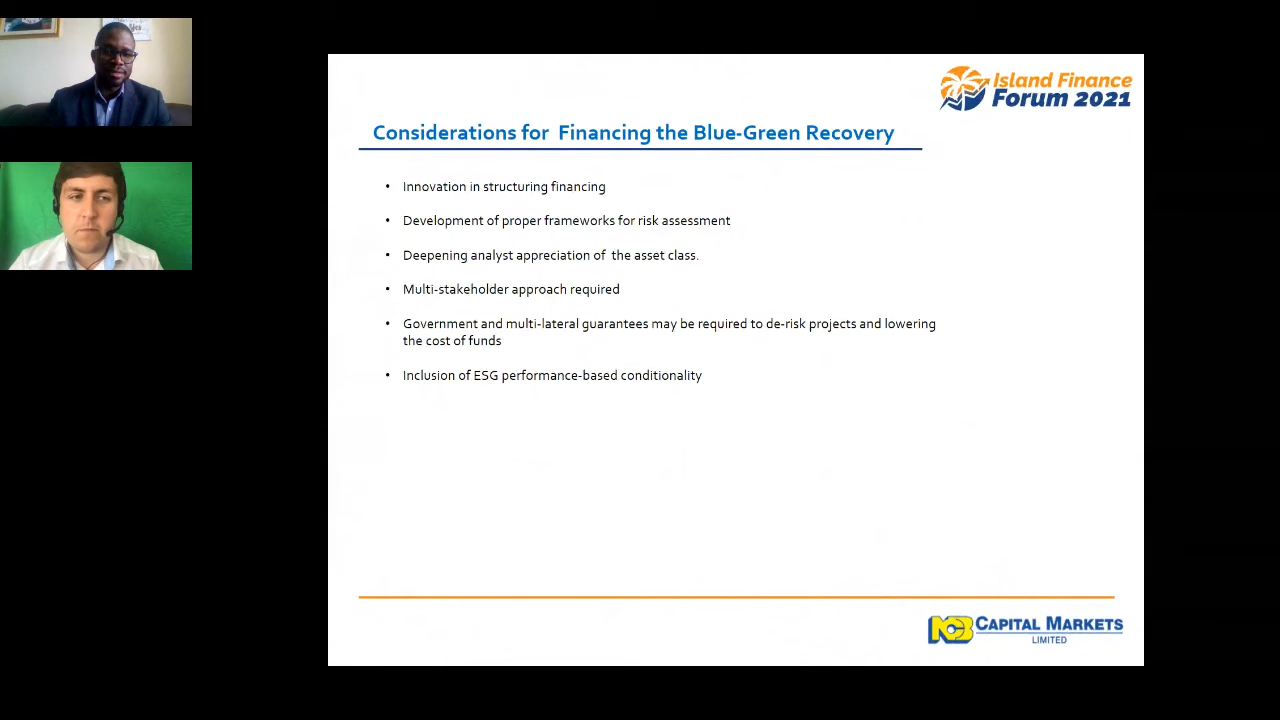 Island Finance
Forum 2021
Considerations for Financing the Blue-Green Recovery
• Innovation in structuring financing
• Development of proper frameworks for risk assessment
• Deepening analyst appreciation of the asset class.
• Multi-stakeholder approach required
• Government and multi-lateral guarantees may be required to de-risk projects and lowering
the cost of funds
• Inclusion of ESG performance-based conditionality
NCB CAPITAL MARKETS
LIMITED